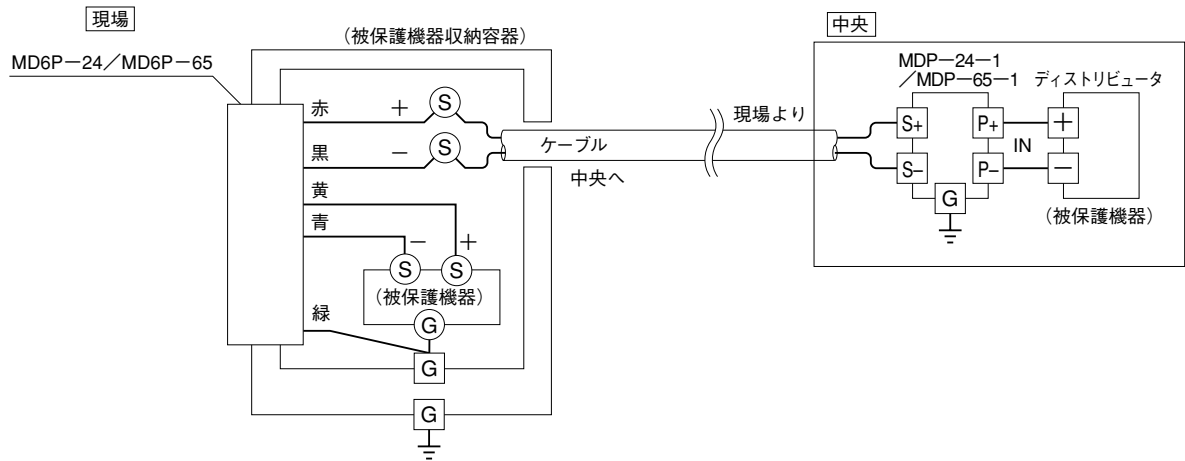 現場
MD6P－24／MD6P－65
（被保護機器収納容器）
赤
＋
S
黒
－
S
黄
青
－
＋
S
S
（被保護機器）
G
緑
G
G
ケーブル
中央へ
現場より
中央
MDP－24－1
／MDP－65－1
ディストリビュータ
S+
P+
＋
IN
S−
P−
－
G
（被保護機器）